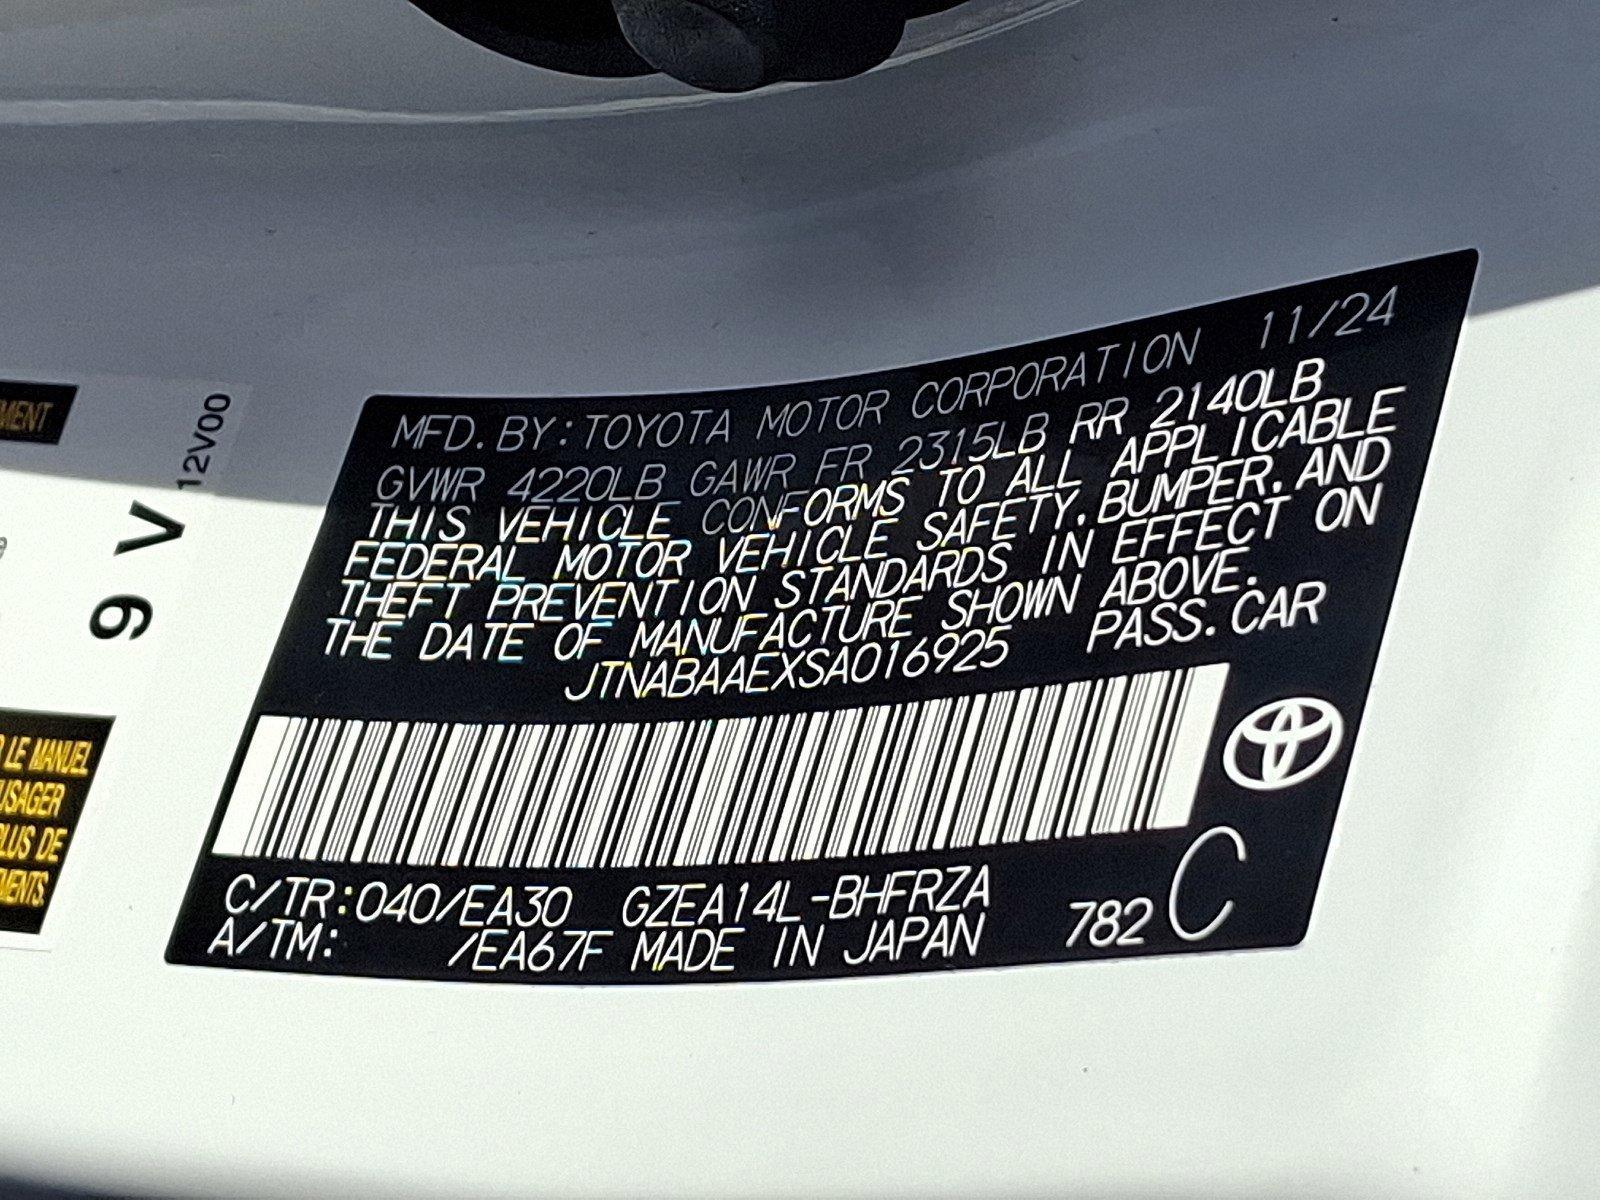 MFD. BY: TOYOTA MOTOR CORPORATION 11/24
GVWR 4220LB GAWR FR 2315LB RR 2140LB
THIS VEHICLE CONFORMS TO ALL APPLICABLE
FEDERAL MOTOR VEHICLE SAFETY, BUMPER, AND
THEFT PREVENTION STANDARDS IN EFFECT ON
THE DATE OF MANUFACTURE SHOWN ABOVE.
JTNABAAEXSA016925 PASS. CAR
C/TR: 040/EA30 GZEA14L-BHFRZA
A/TM: /EA67F MADE IN JAPAN 782 C
9 V
12V00
LE MANUEL
PLUS DE